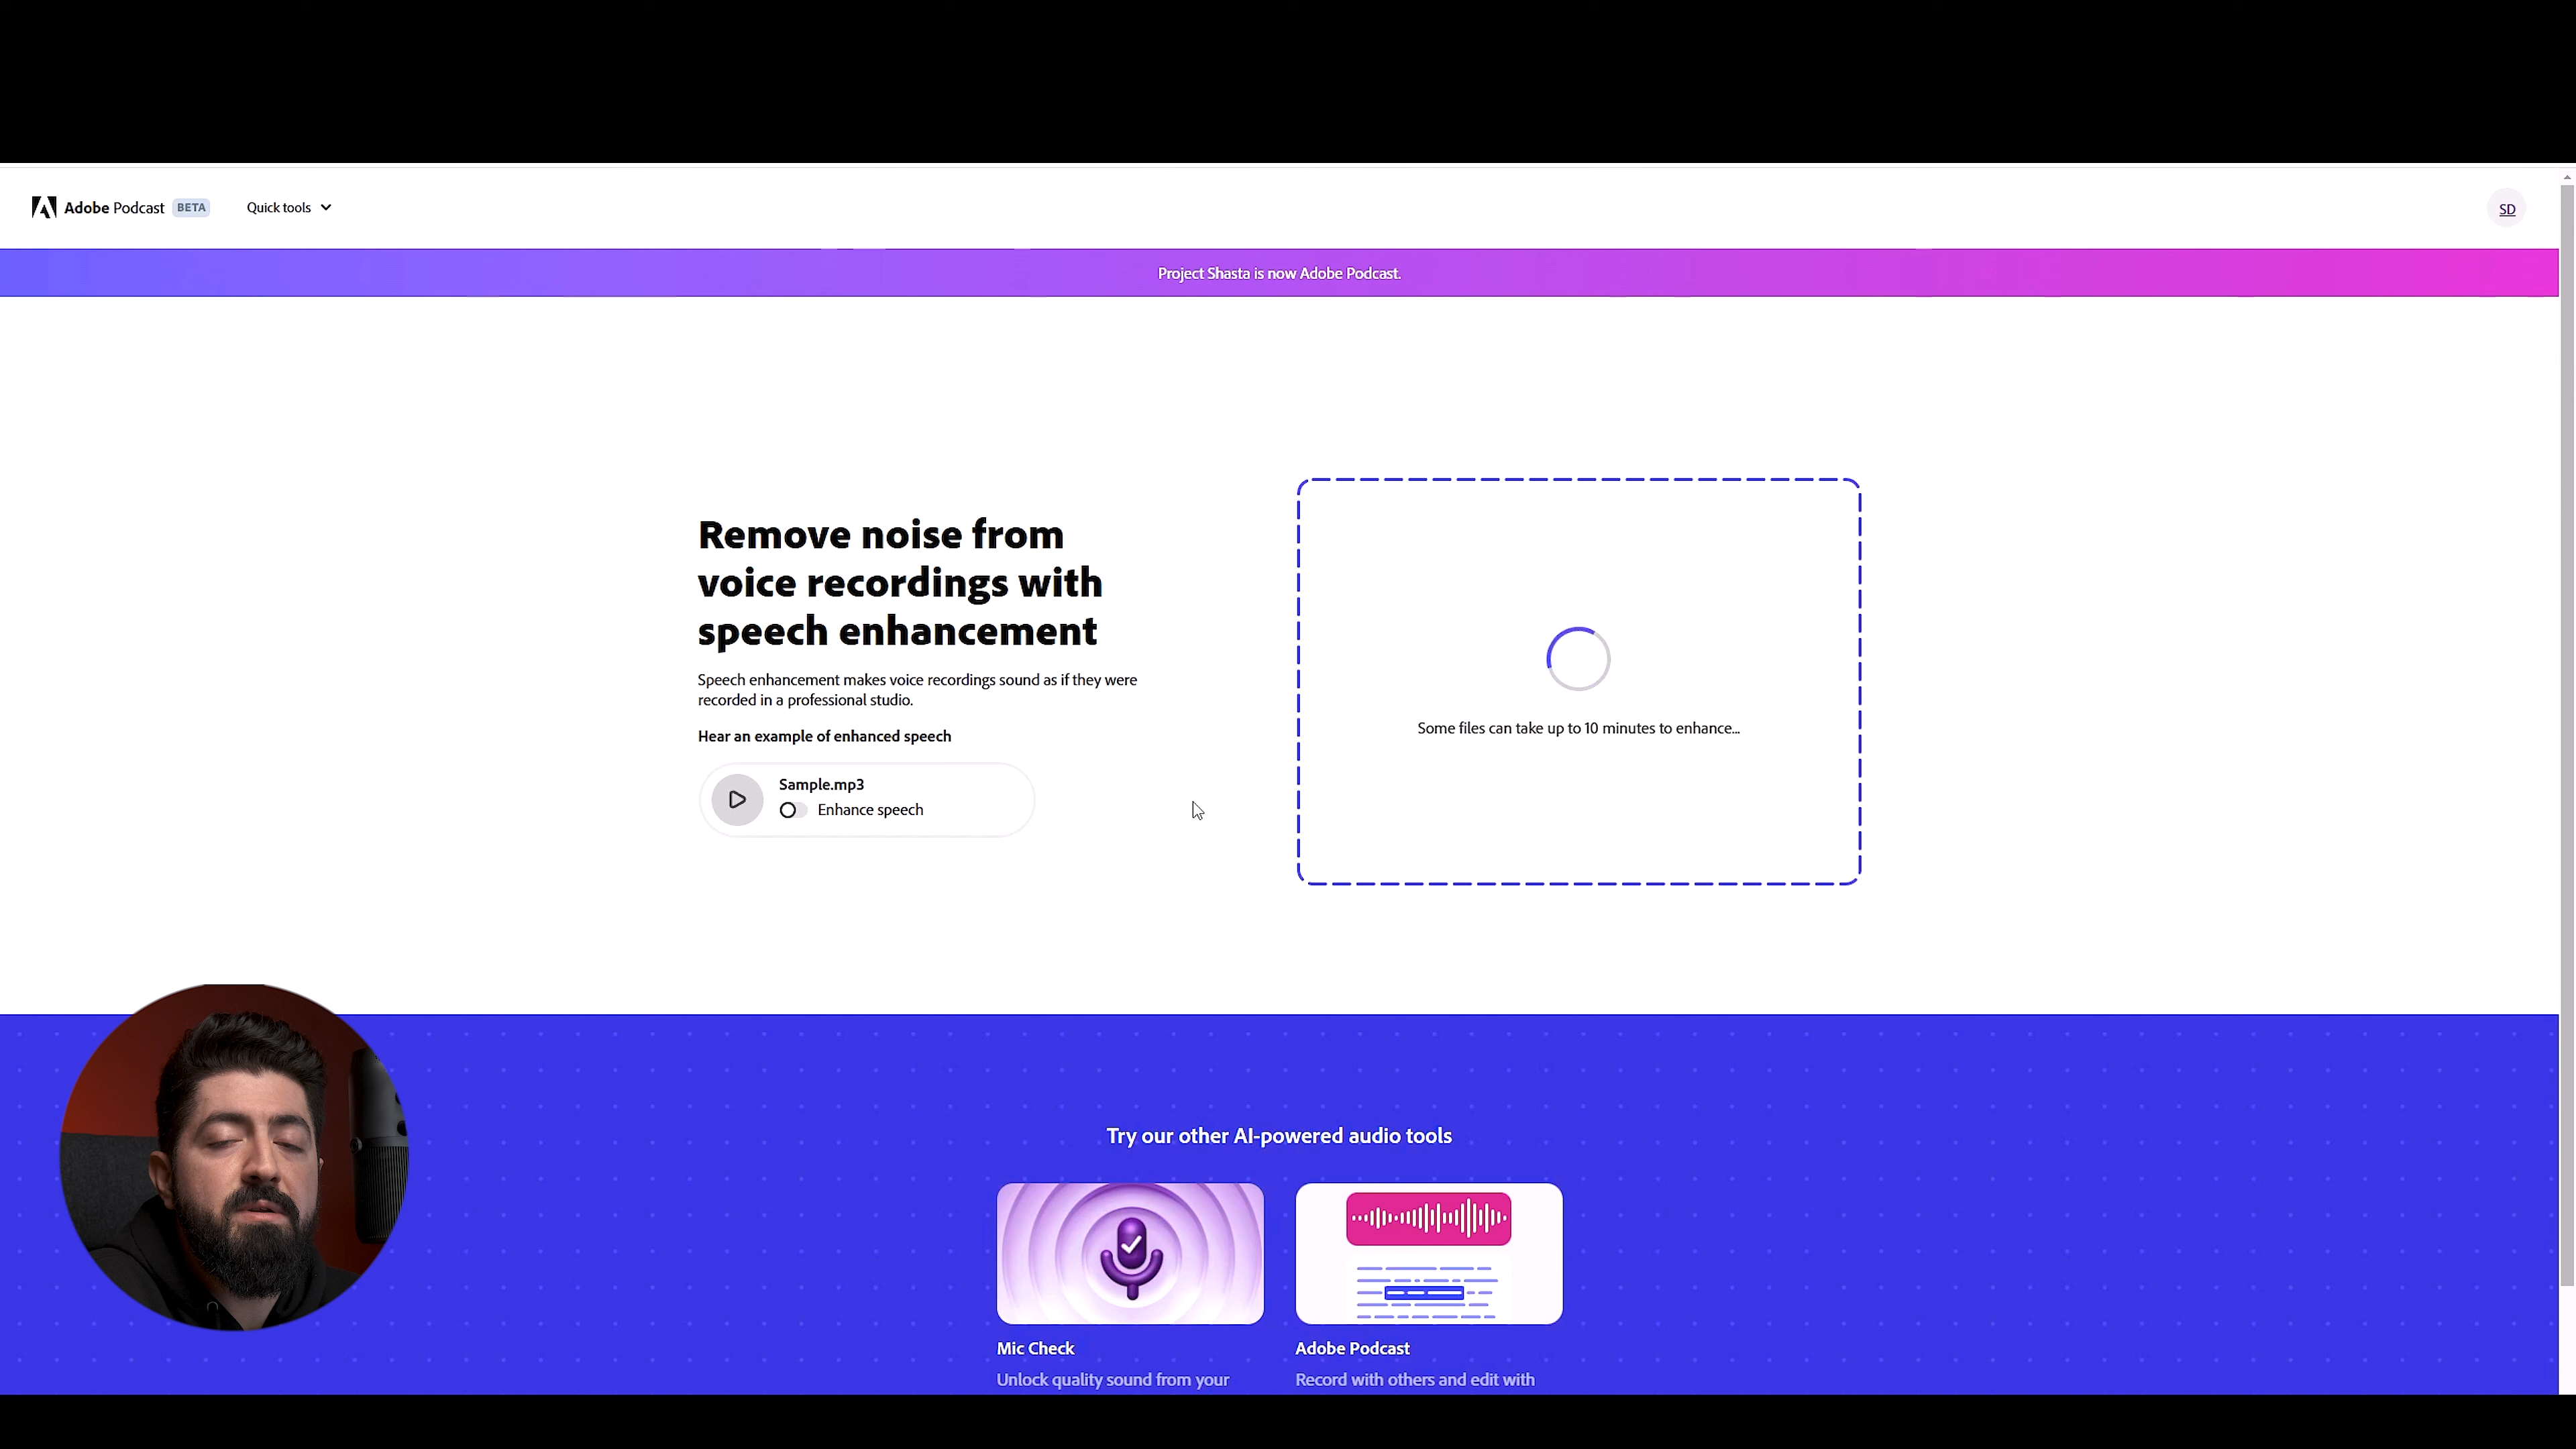 Adobe Podcast BETA
Quick tools
SD
Project Shasta is now Adobe Podcast.
Remove noise from
voice recordings with
speech enhancement
Speech enhancement makes voice recordings sound as if they were
recorded in a professional studio.
Hear an example of enhanced speech
Sample.mp3
Enhance speech
Some files can take up to 10 minutes to enhance...
Try our other AI-powered audio tools
Mic Check
Unlock quality sound from your
Adobe Podcast
Record with others and edit with